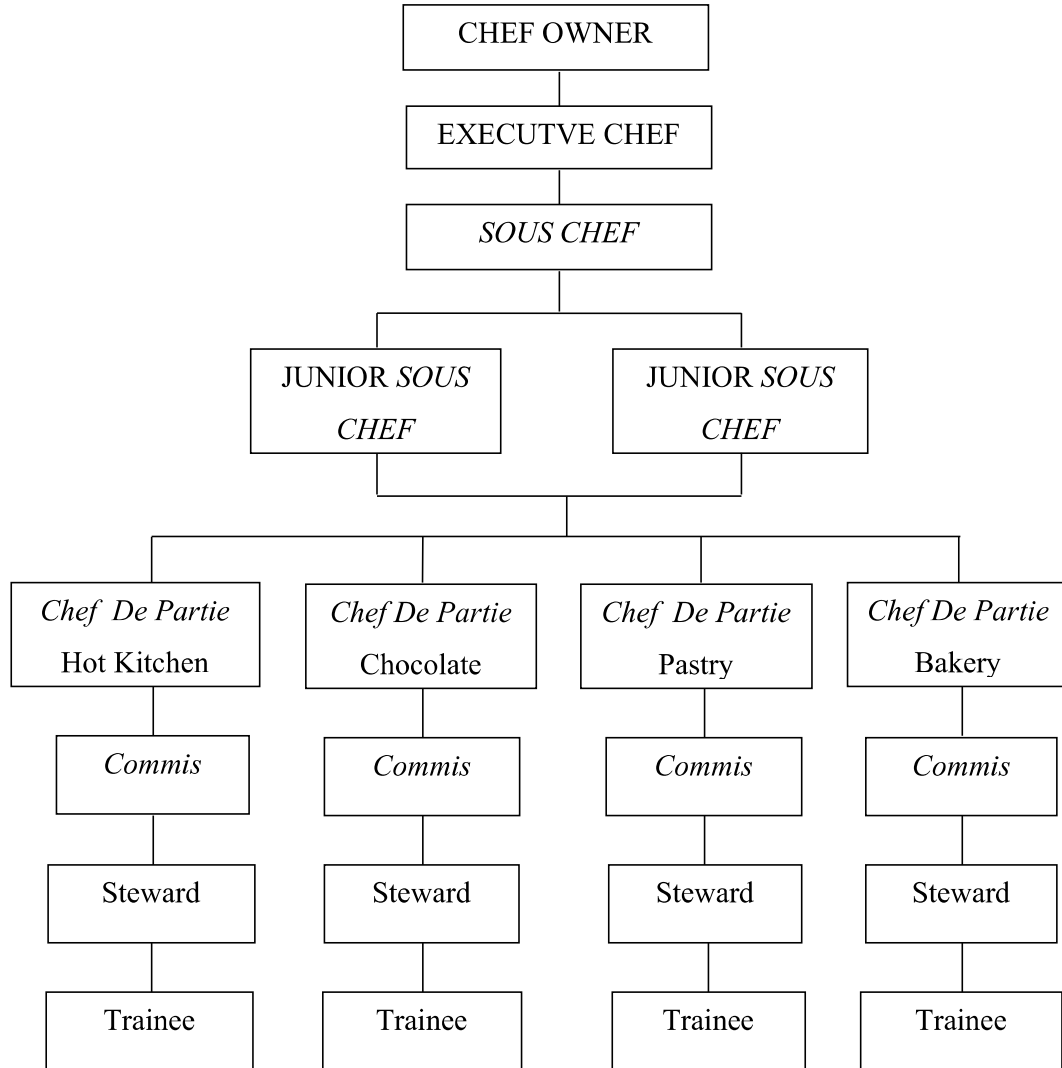 CHEF OWNER
EXECUTVE CHEF
SOUS CHEF
JUNIOR SOUS
CHEF
JUNIOR SOUS
CHEF
Chef De Partie
Hot Kitchen
Chef De Partie
Chocolate
Chef De Partie
Pastry
Chef De Partie
Bakery
Commis
Commis
Commis
Commis
Steward
Steward
Steward
Steward
Trainee
Trainee
Trainee
Trainee